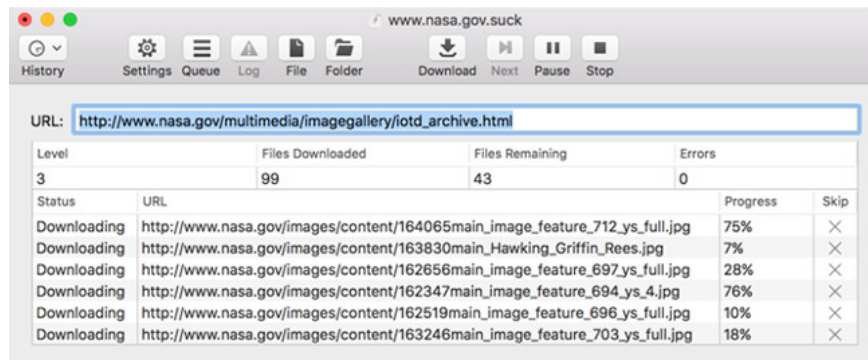 www.nasa.gov.suck
History Settings Queue Log File Folder Download Next Pause Stop
URL: http://www.nasa.gov/multimedia/imagegallery/iotd_archive.html
Level Files Downloaded Files Remaining Errors
3 99 43 0
Status URL Progress Skip
Downloading http://www.nasa.gov/images/content/164065main_image_feature_712_ys_full.jpg 75%
Downloading http://www.nasa.gov/images/content/163830main_Hawking_Griffin_Rees.jpg 7%
Downloading http://www.nasa.gov/images/content/162656main_image_feature_697_ys_full.jpg 28%
Downloading http://www.nasa.gov/images/content/162347main_image_feature_694_ys_4.jpg 76%
Downloading http://www.nasa.gov/images/content/162519main_image_feature_696_ys_full.jpg 10%
Downloading http://www.nasa.gov/images/content/163246main_image_feature_703_ys_full.jpg 18%